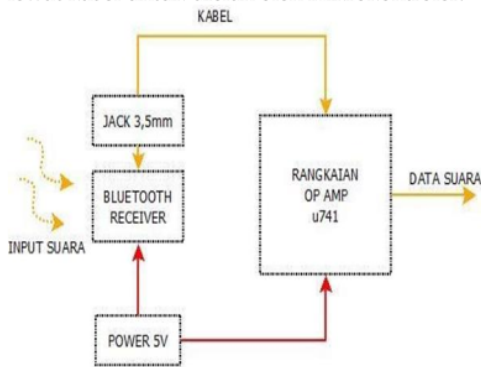 KABEL
JACK 3,5mm
BLUETOOTH
RECEIVER
INPUT SUARA
POWER 5V
RANGKAIAN
OP AMP
u741
DATA SUARA